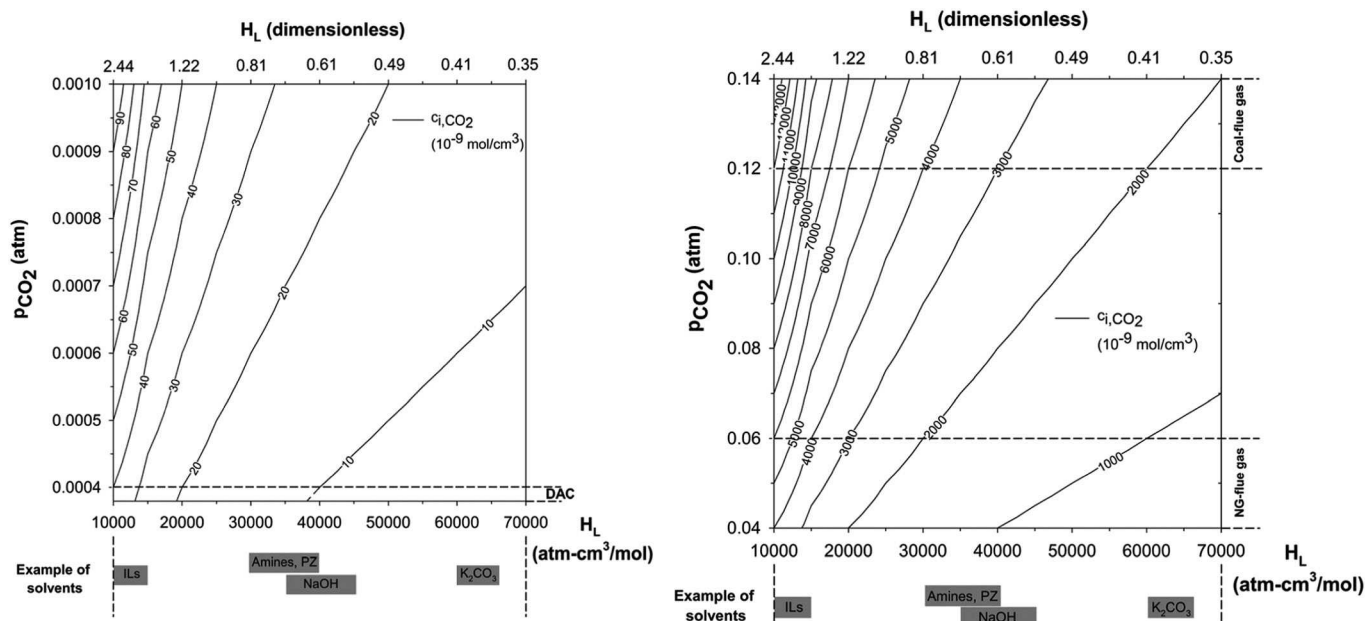 H_L (dimensionless)
2.44 1.22 0.81 0.61 0.49 0.41 0.35
0.0010
0.0009
0.0008
0.0007
0.0006
0.0005
0.0004
pCO2 (atm)
90
80
70
60
60
50
50
40
40
30
30
20
20
20
10
10
c_i,CO2
(10^-9 mol/cm^3)
DAC
10000 20000 30000 40000 50000 60000 70000
H_L
(atm-cm^3/mol)
Example of
solvents
ILs
Amines, PZ
NaOH
K2CO3
H_L (dimensionless)
2.44 1.22 0.81 0.61 0.49 0.41 0.35
0.14
0.12
0.10
0.08
0.06
0.04
pCO2 (atm)
12000
11000
10000
9000
8000
7000
6000
5000
5000
4000
4000
3000
3000
2000
2000
1000
c_i,CO2
(10^-9 mol/cm^3)
Coal-flue gas
NG-flue gas
10000 20000 30000 40000 50000 60000 70000
H_L
(atm-cm^3/mol)
Example of
solvents
ILs
Amines, PZ
NaOH
K2CO3